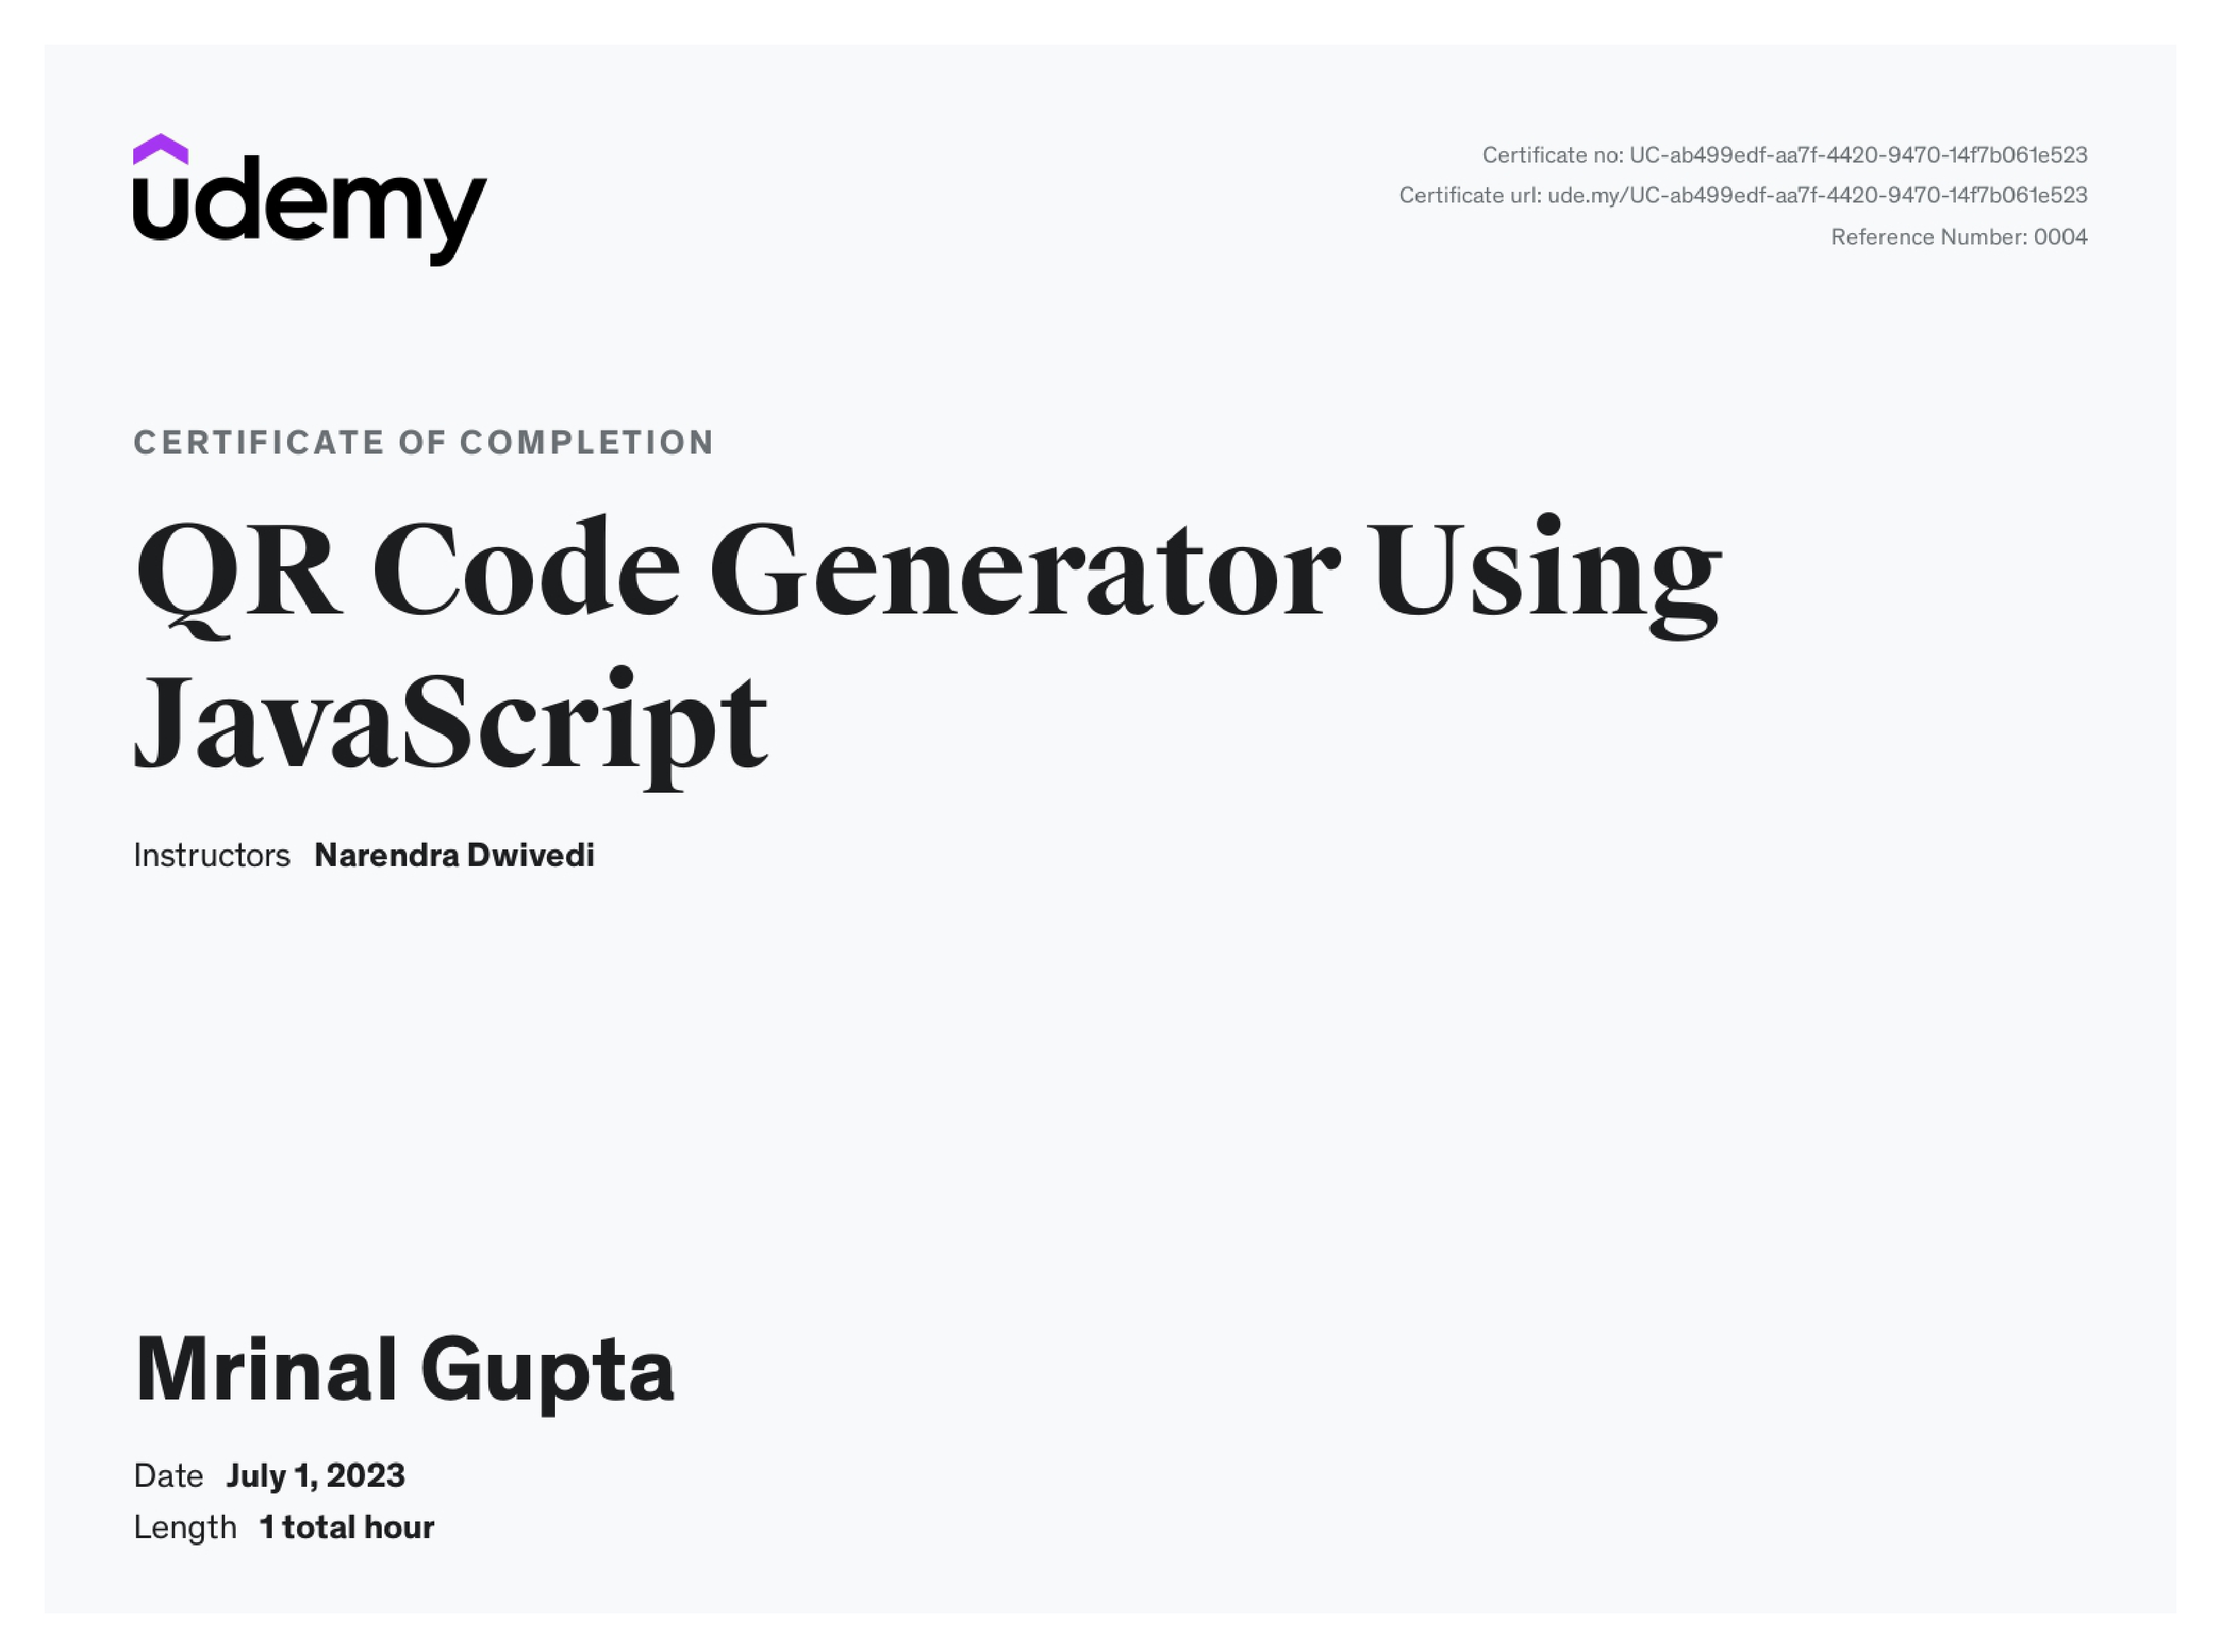 udemy
Certificate no: UC-ab499edf-aa7f-4420-9470-14f7b061e523
Certificate url: ude.my/UC-ab499edf-aa7f-4420-9470-14f7b061e523
Reference Number: 0004
CERTIFICATE OF COMPLETION
QR Code Generator Using
JavaScript
Instructors Narendra Dwivedi
Mrinal Gupta
Date July 1, 2023
Length 1 total hour